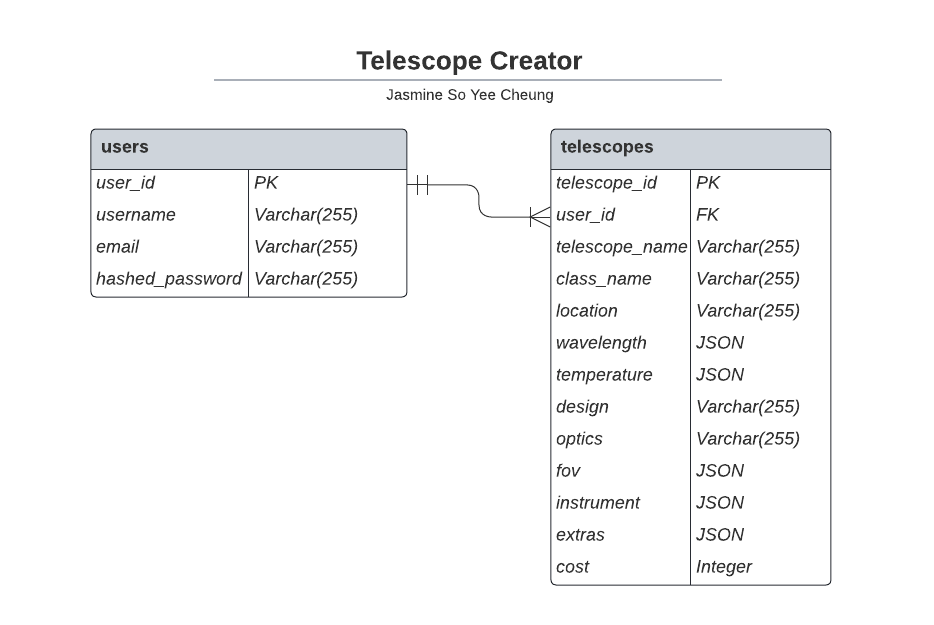 Telescope Creator
Jasmine So Yee Cheung
users
user_id PK
username Varchar(255)
email Varchar(255)
hashed_password Varchar(255)
telescopes
telescope_id PK
user_id FK
telescope_name Varchar(255)
class_name Varchar(255)
location Varchar(255)
wavelength JSON
temperature JSON
design Varchar(255)
optics Varchar(255)
fov JSON
instrument JSON
extras JSON
cost Integer